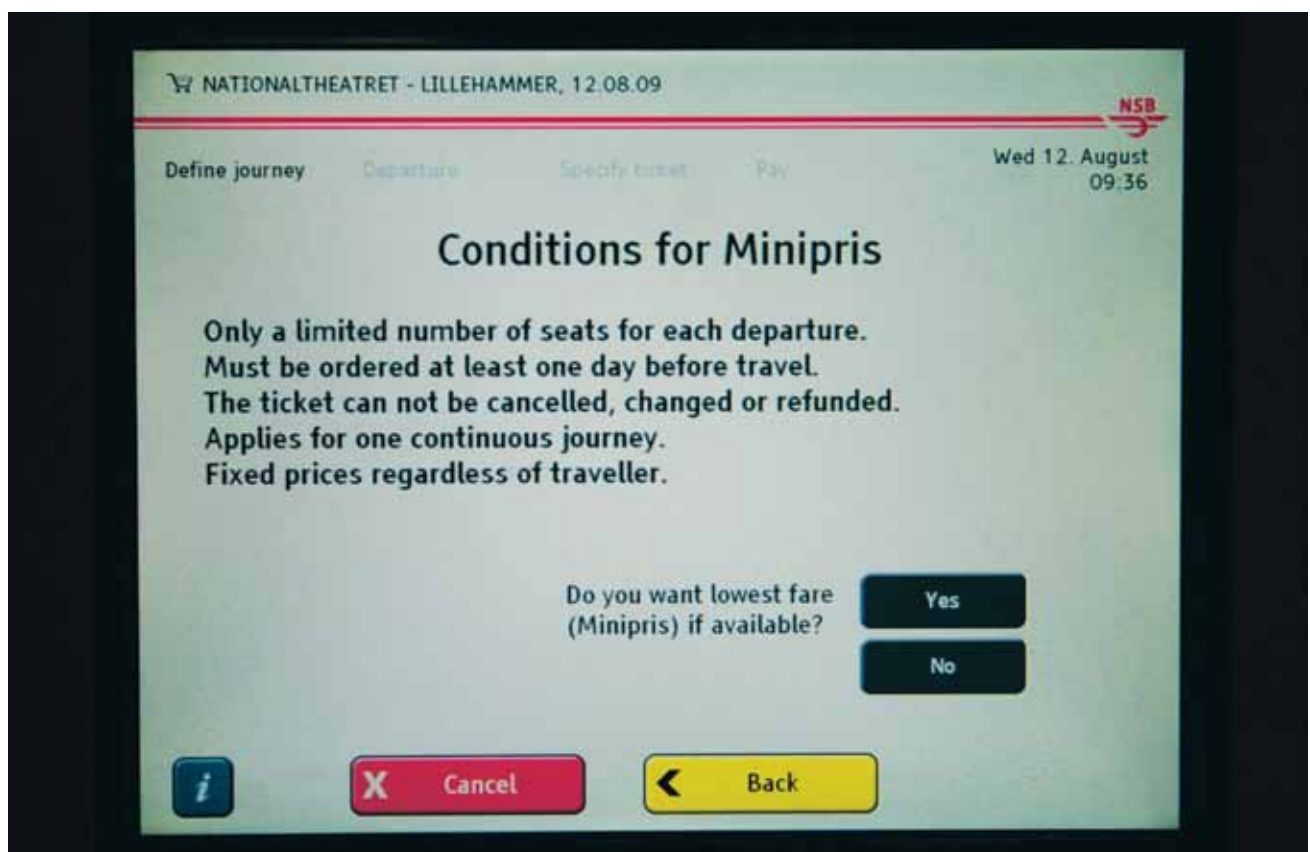 NATIONALTHEATRET - LILLEHAMMER, 12.08.09
NSB
Define journey Departure Specify ticket Pay
Wed 12. August
09:36
Conditions for Minipris
Only a limited number of seats for each departure.
Must be ordered at least one day before travel.
The ticket can not be cancelled, changed or refunded.
Applies for one continuous journey.
Fixed prices regardless of traveller.
Do you want lowest fare
(Minipris) if available?
Yes
No
i
X Cancel
Back